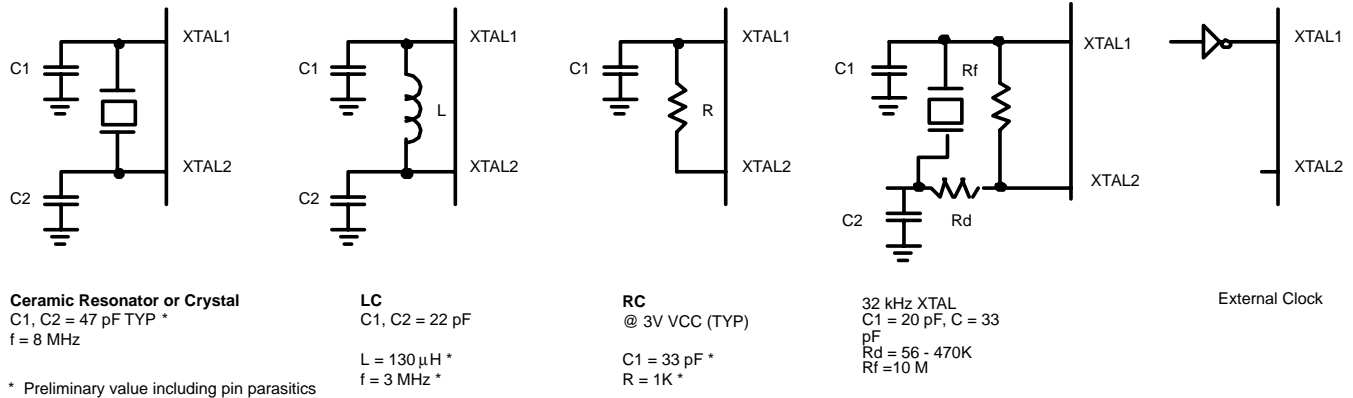 XTAL1
C1
XTAL2
C2
XTAL1
C1
L
XTAL2
C2
XTAL1
C1
R
XTAL2
XTAL1
C1
Rf
XTAL2
C2
Rd
XTAL1
XTAL2
Ceramic Resonator or Crystal
C1, C2 = 47 pF TYP *
f = 8 MHz
* Preliminary value including pin parasitics
LC
C1, C2 = 22 pF
L = 130 μH *
f = 3 MHz *
RC
@ 3V VCC (TYP)
C1 = 33 pF *
R = 1K *
32 kHz XTAL
C1 = 20 pF, C = 33
pF
Rd = 56 - 470K
Rf =10 M
External Clock